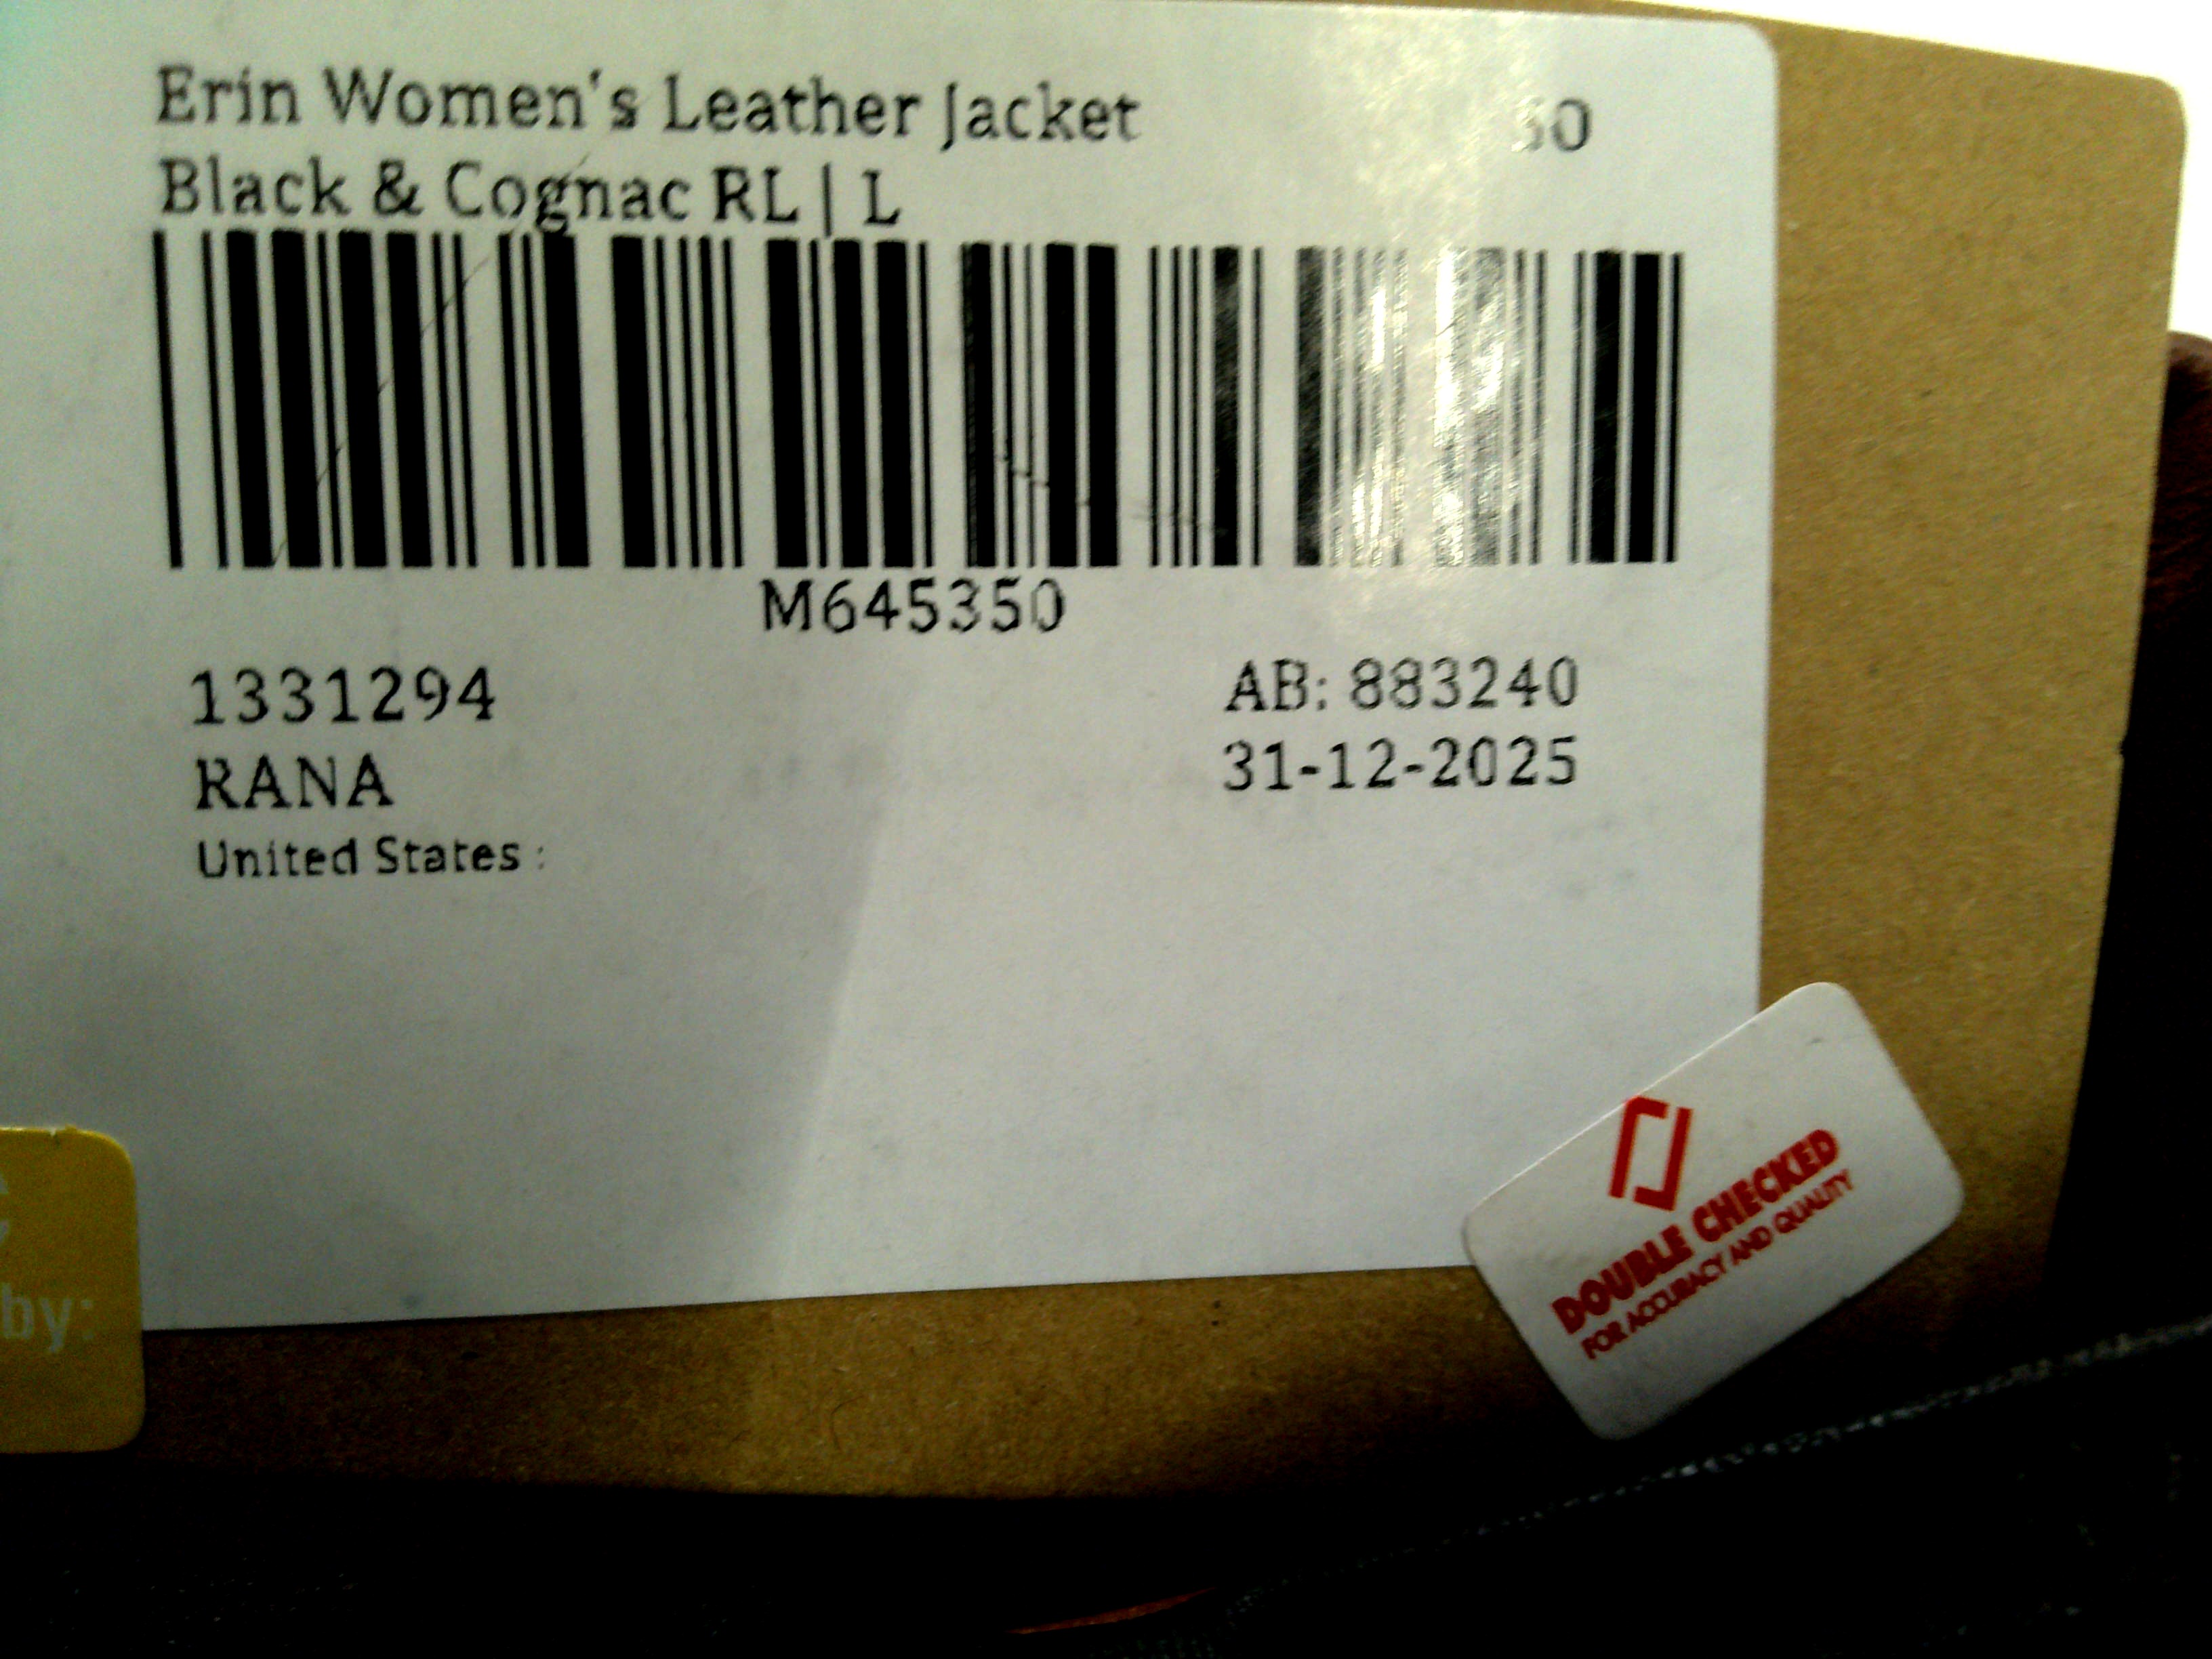 Erin Women's Leather Jacket
Black & Cognac RL | L
M645350
1331294
AB: 883240
RANA
31-12-2025
United States :
by:
DOUBLE CHECKED
FOR ACCURACY AND QUALITY